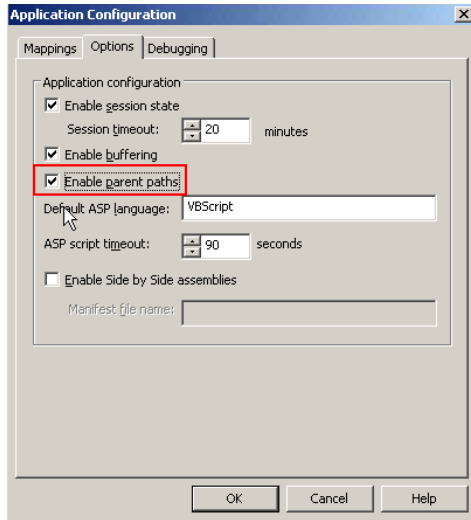 Application Configuration
Mappings Options Debugging
Application configuration
Enable session state
Session timeout: 20 minutes
Enable buffering
Enable parent paths
Default ASP language: VBScript
ASP script timeout: 90 seconds
Enable Side by Side assemblies
Manifest file name:
OK Cancel Help